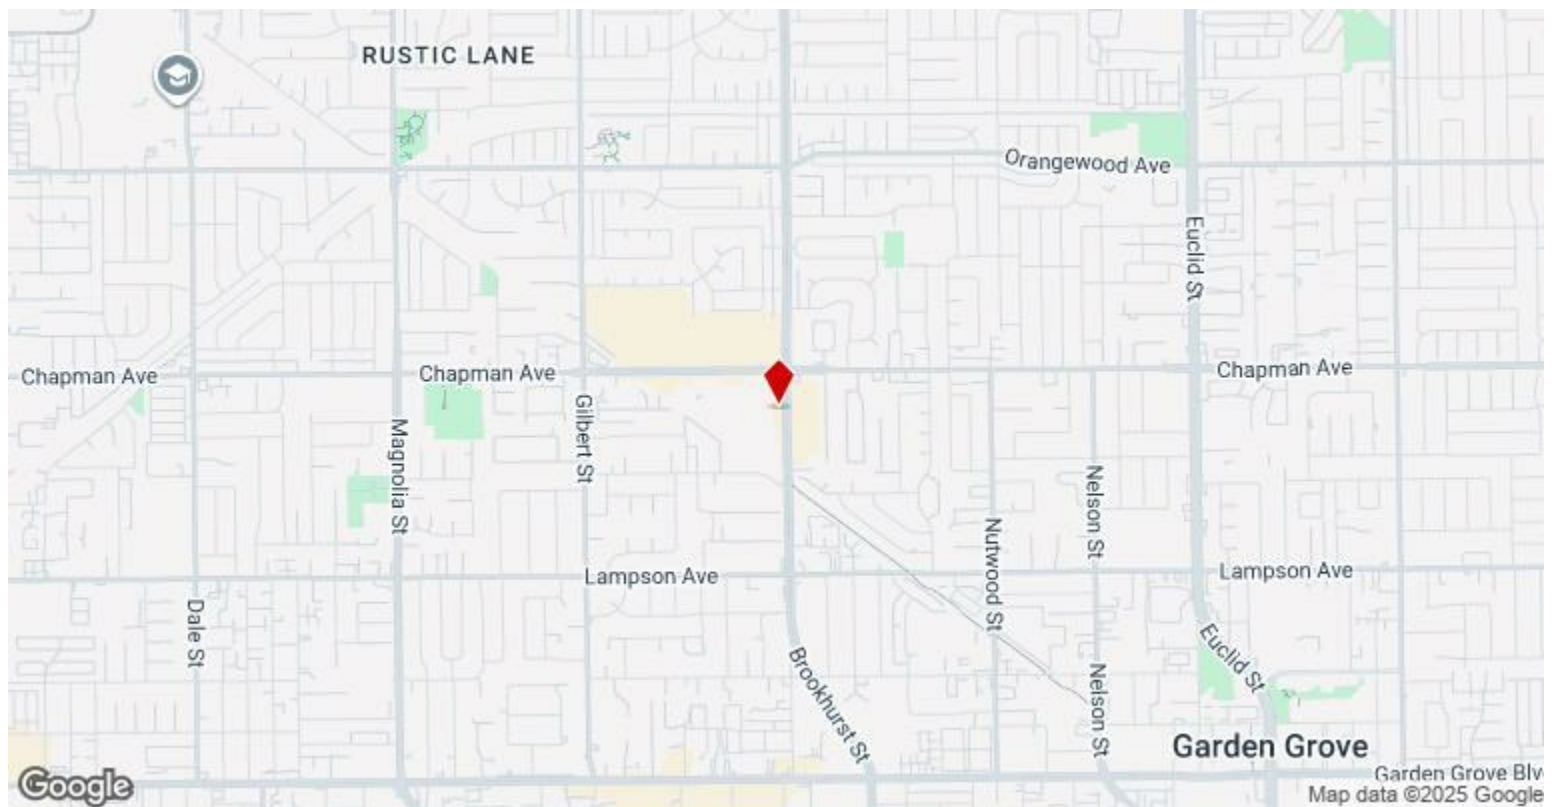 RUSTIC LANE
Orangewood Ave
Euclid St
Chapman Ave
Chapman Ave
Chapman Ave
Gilbert St
Magnolia St
Nelson St
Nutwood St
Lampson Ave
Lampson Ave
Dale St
Euclid St
Brookhurst St
Nelson St
Garden Grove
Garden Grove Blv
Google
Map data ©2025 Google